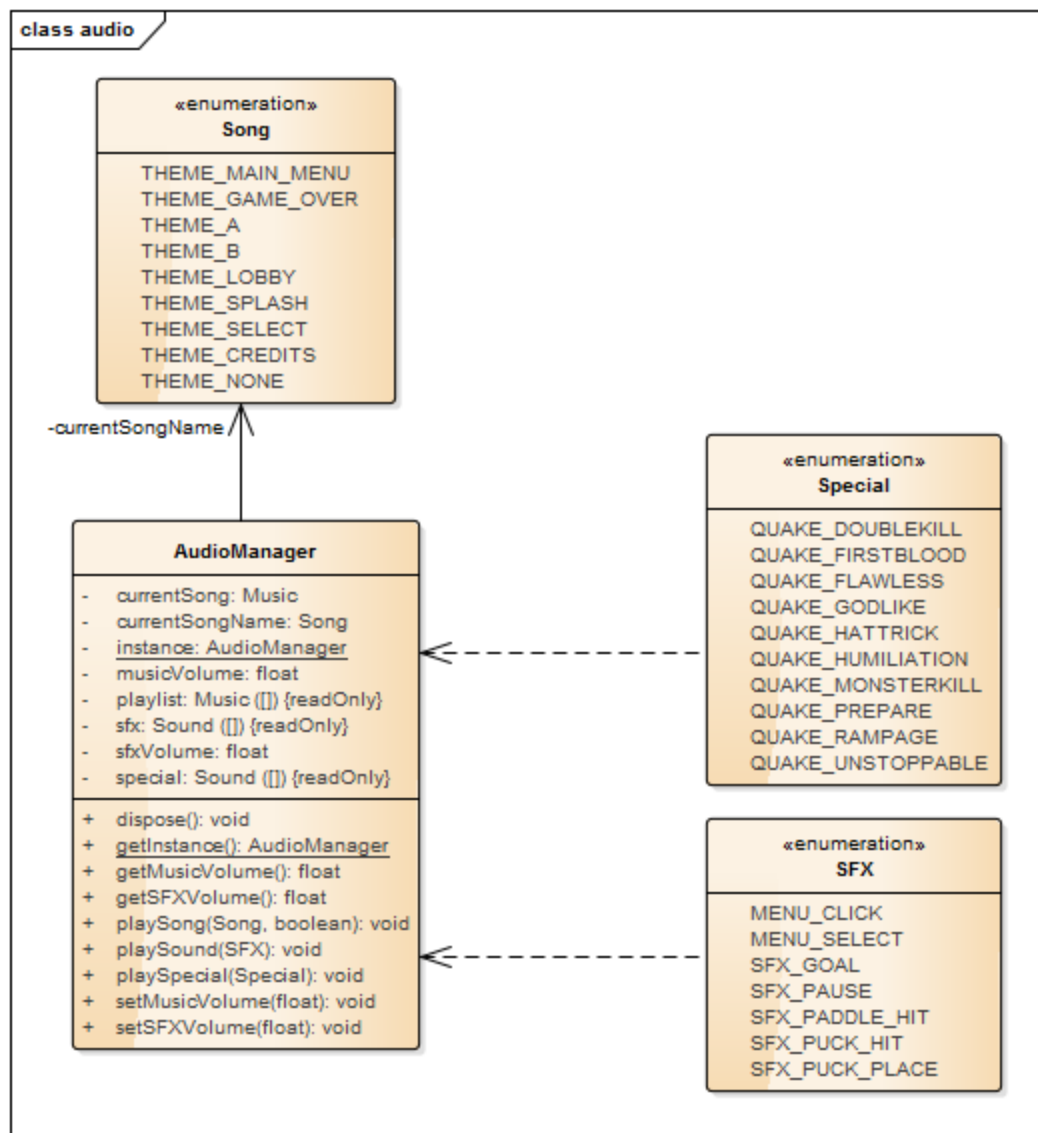 class audio
«enumeration»
Song
THEME_MAIN_MENU
THEME_GAME_OVER
THEME_A
THEME_B
THEME_LOBBY
THEME_SPLASH
THEME_SELECT
THEME_CREDITS
THEME_NONE
-currentSongName
AudioManager
- currentSong: Music
- currentSongName: Song
- instance: AudioManager
- musicVolume: float
- playlist: Music ([]) {readOnly}
- sfx: Sound ([]) {readOnly}
- sfxVolume: float
- special: Sound ([]) {readOnly}
+ dispose(): void
+ getInstance(): AudioManager
+ getMusicVolume(): float
+ getSFXVolume(): float
+ playSong(Song, boolean): void
+ playSound(SFX): void
+ playSpecial(Special): void
+ setMusicVolume(float): void
+ setSFXVolume(float): void
«enumeration»
Special
QUAKE_DOUBLEKILL
QUAKE_FIRSTBLOOD
QUAKE_FLAWLESS
QUAKE_GODLIKE
QUAKE_HATTRICK
QUAKE_HUMILIATION
QUAKE_MONSTERKILL
QUAKE_PREPARE
QUAKE_RAMPAGE
QUAKE_UNSTOPPABLE
«enumeration»
SFX
MENU_CLICK
MENU_SELECT
SFX_GOAL
SFX_PAUSE
SFX_PADDLE_HIT
SFX_PUCK_HIT
SFX_PUCK_PLACE